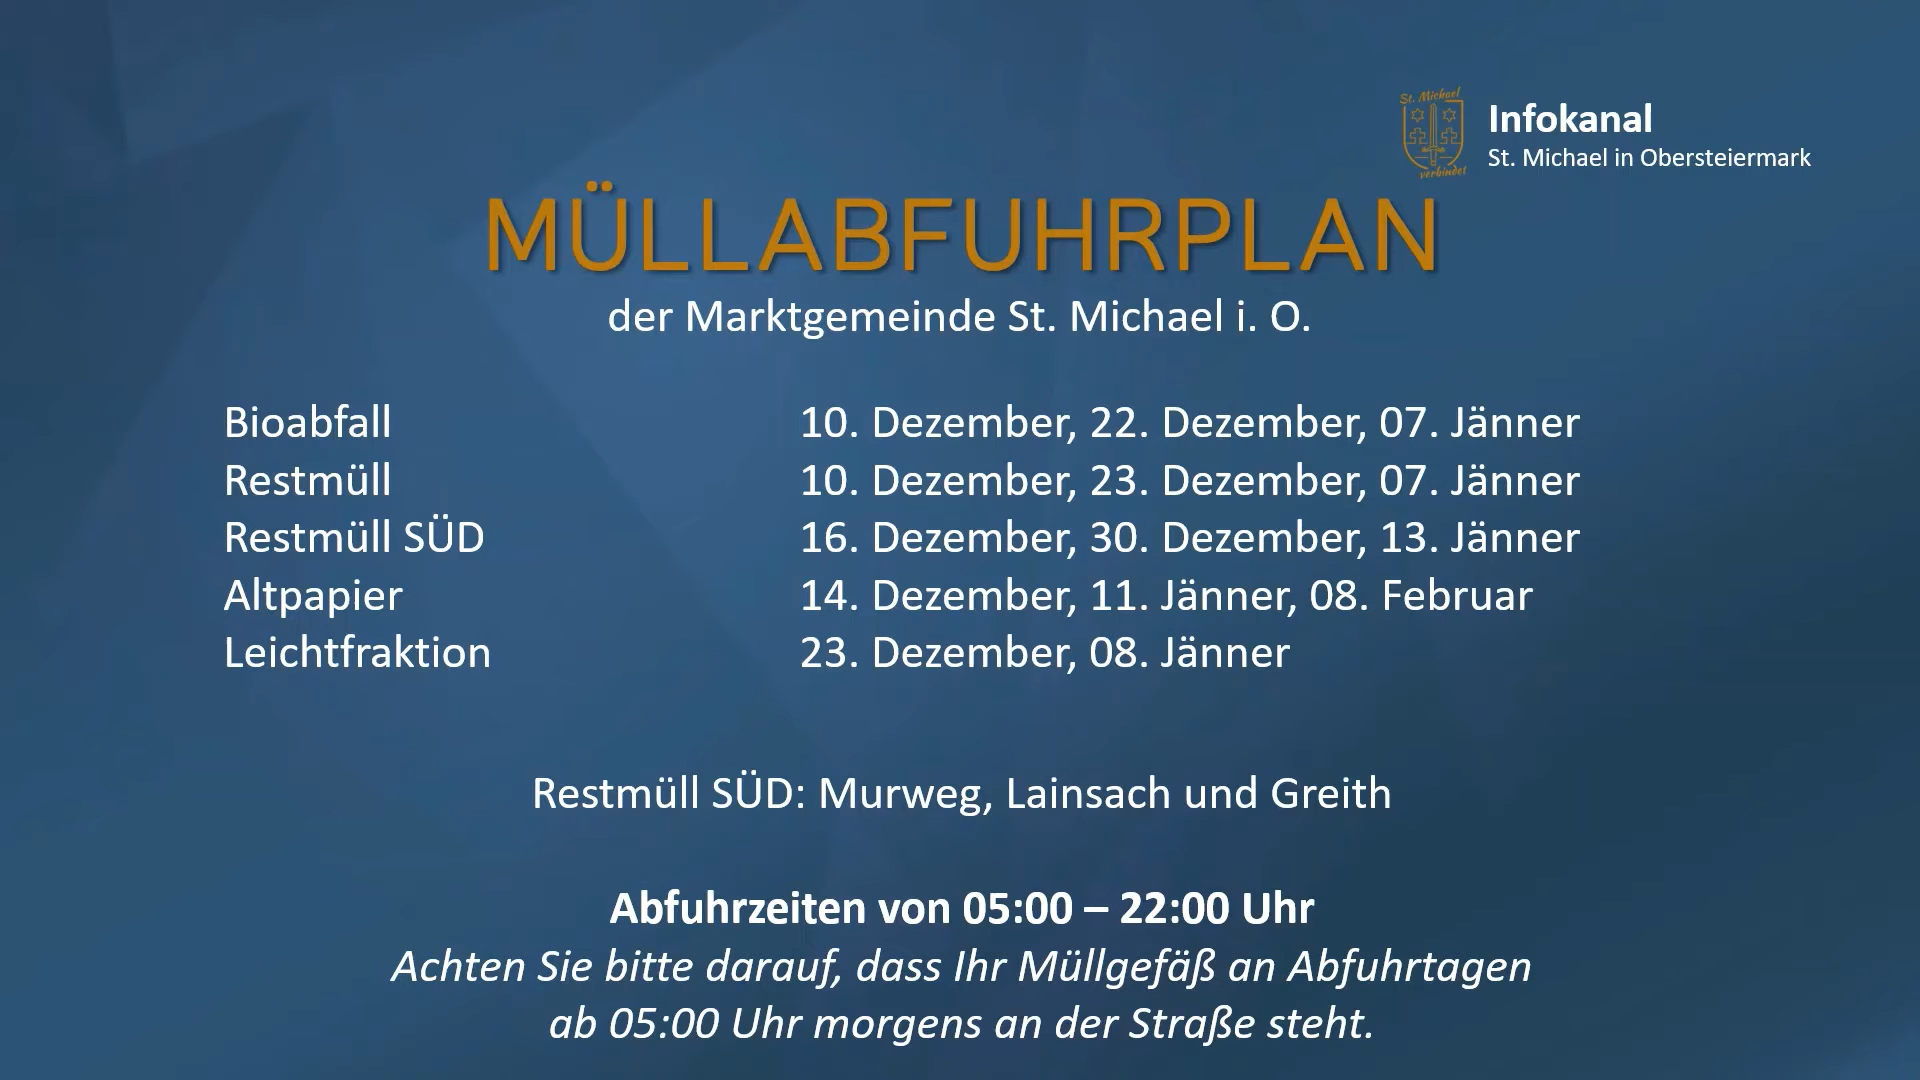 St. Michael
verbindet
Infokanal
St. Michael in Obersteiermark
MÜLLABFUHRPLAN
der Marktgemeinde St. Michael i. O.
Bioabfall 10. Dezember, 22. Dezember, 07. Jänner
Restmüll 10. Dezember, 23. Dezember, 07. Jänner
Restmüll SÜD 16. Dezember, 30. Dezember, 13. Jänner
Altpapier 14. Dezember, 11. Jänner, 08. Februar
Leichtfraktion 23. Dezember, 08. Jänner
Restmüll SÜD: Murweg, Lainsach und Greith
Abfuhrzeiten von 05:00 – 22:00 Uhr
Achten Sie bitte darauf, dass Ihr Müllgefäß an Abfuhrtagen
ab 05:00 Uhr morgens an der Straße steht.